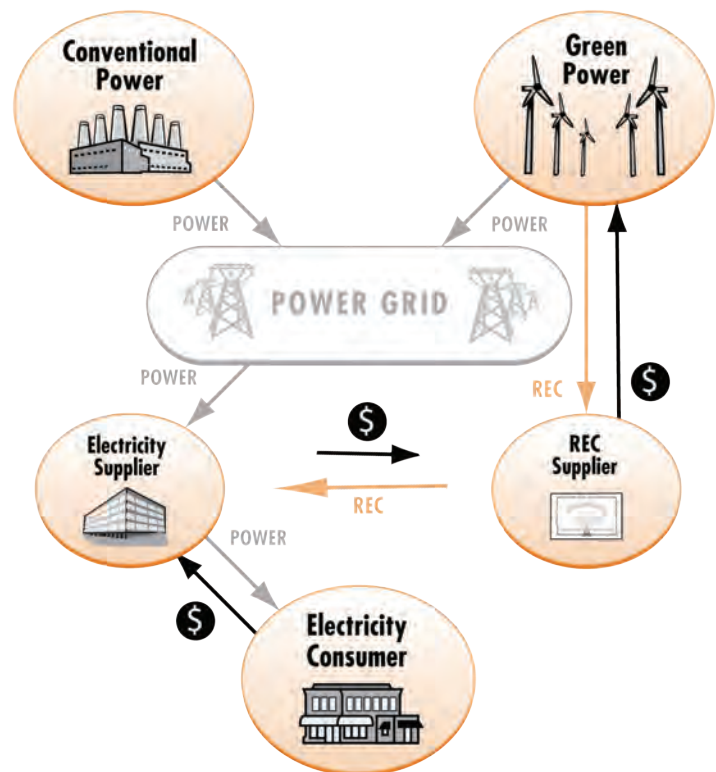 Conventional
Power
Green
Power
POWER
POWER
POWER GRID
POWER
REC
$
$
Electricity
Supplier
REC
Supplier
REC
POWER
$
Electricity
Consumer